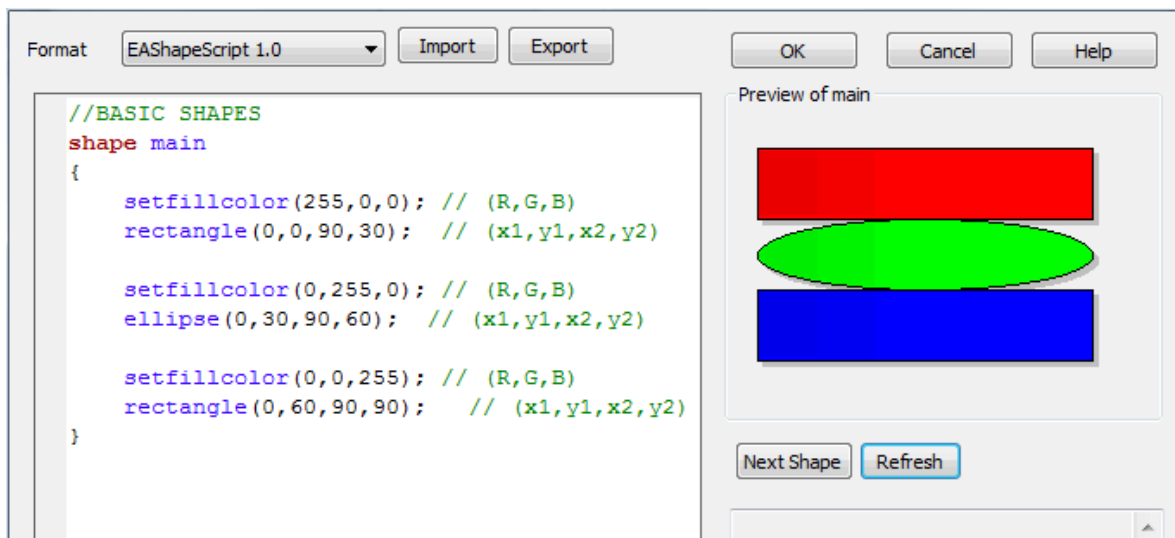 Format EAShapeScript 1.0 Import Export OK Cancel Help
//BASIC SHAPES
shape main
{
setfillcolor(255,0,0); // (R,G,B)
rectangle(0,0,90,30); // (x1,y1,x2,y2)
setfillcolor(0,255,0); // (R,G,B)
ellipse(0,30,90,60); // (x1,y1,x2,y2)
setfillcolor(0,0,255); // (R,G,B)
rectangle(0,60,90,90); // (x1,y1,x2,y2)
}
Preview of main
Next Shape Refresh